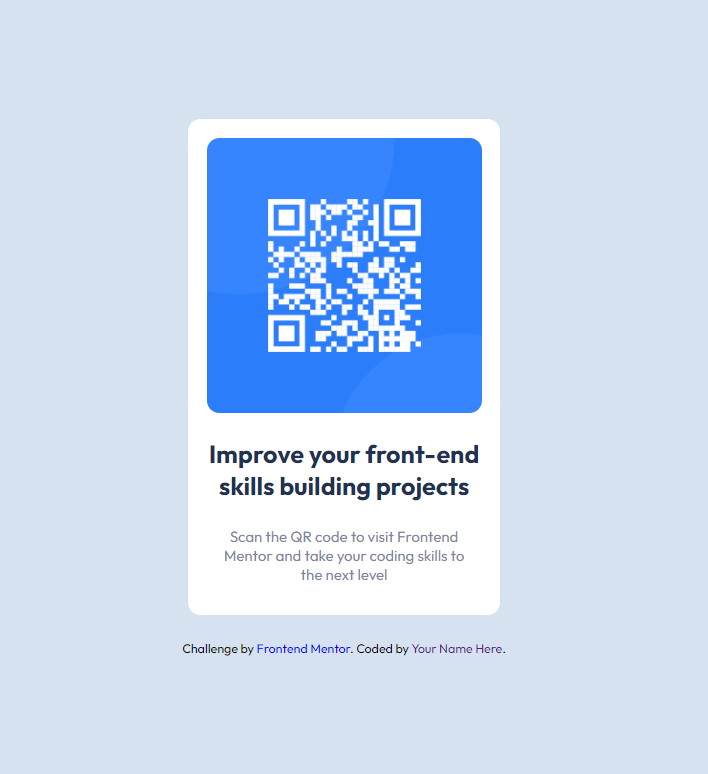 Improve your front-end
skills building projects
Scan the QR code to visit Frontend
Mentor and take your coding skills to
the next level
Challenge by Frontend Mentor. Coded by Your Name Here.